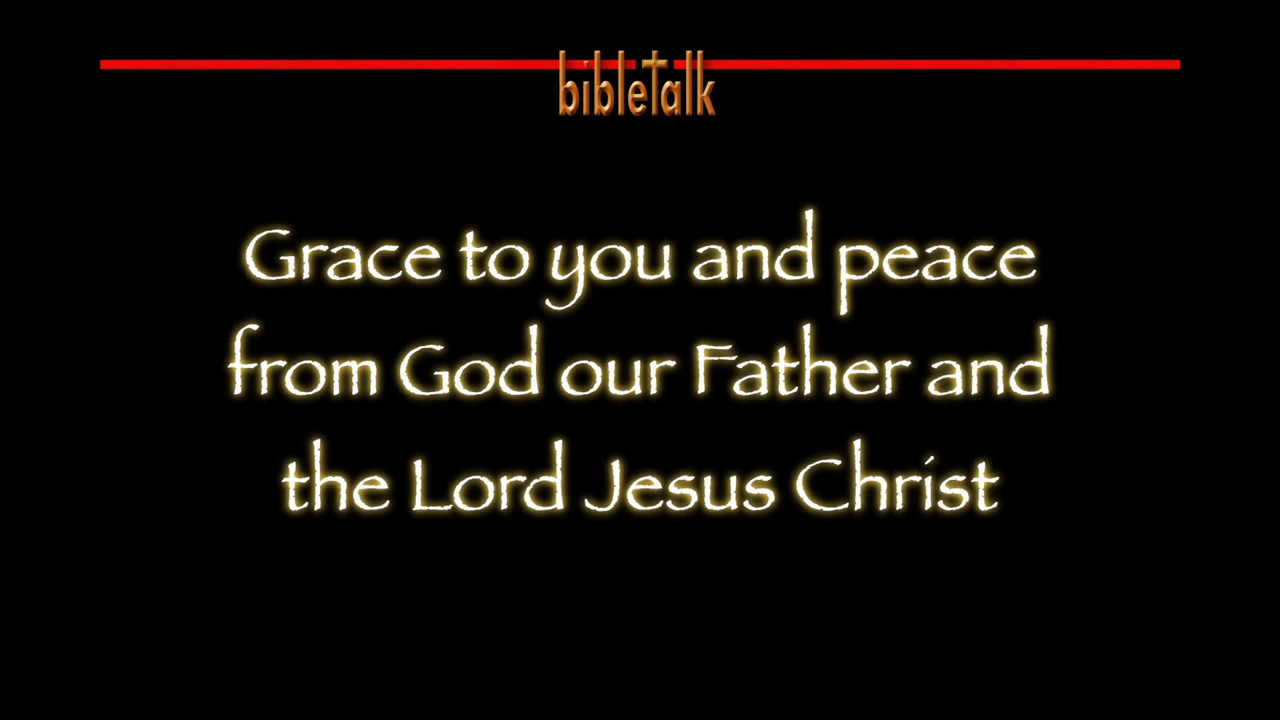 bibleTalk
Grace to you and peace
from God our Father and
the Lord Jesus Christ